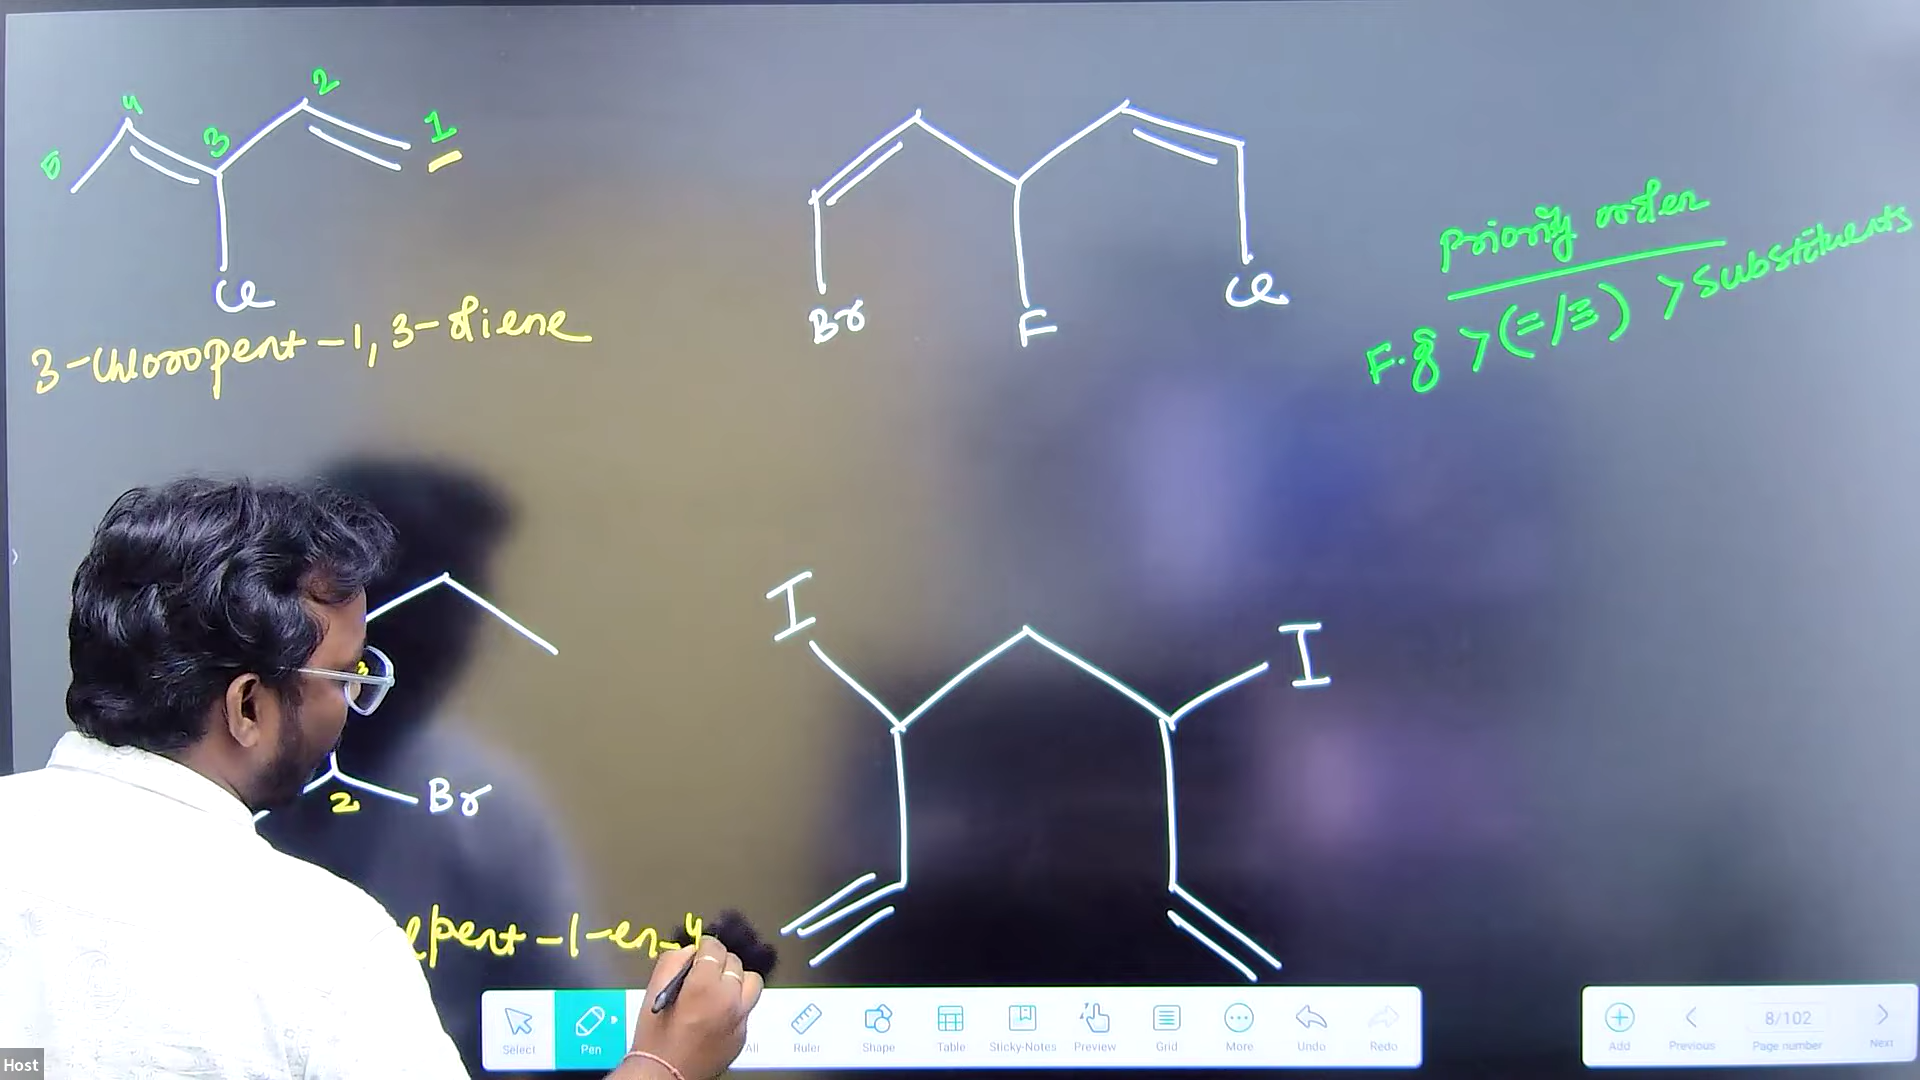 4
2
5
3
1
Cl
3-Chloropent-1,3-diene
Br
F
Cl
Priority order
F.g > (=/≡) > Substituents
3
2
Br
I
I
pent-1-en-4
Select
Pen
All
Ruler
Shape
Table
Sticky-Notes
Preview
Grid
More
Undo
Redo
Add
Previous
8/102
Page number
Next
Host